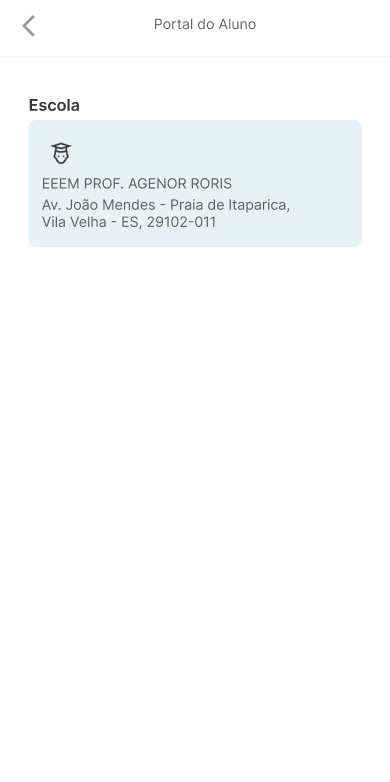 Portal do Aluno
Escola
EEEM PROF. AGENOR RORIS
Av. João Mendes - Praia de Itaparica,
Vila Velha - ES, 29102-011